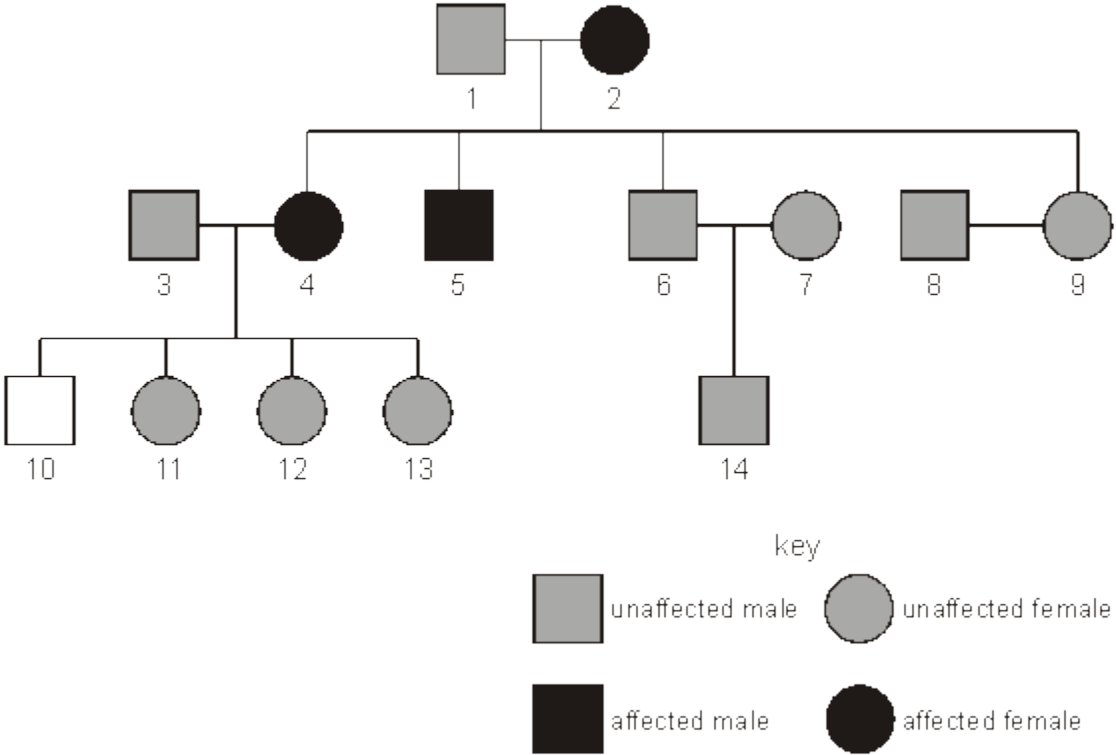 1 2
3 4 5 6 7 8 9
10 11 12 13 14
key
unaffected male unaffected female
affected male affected female